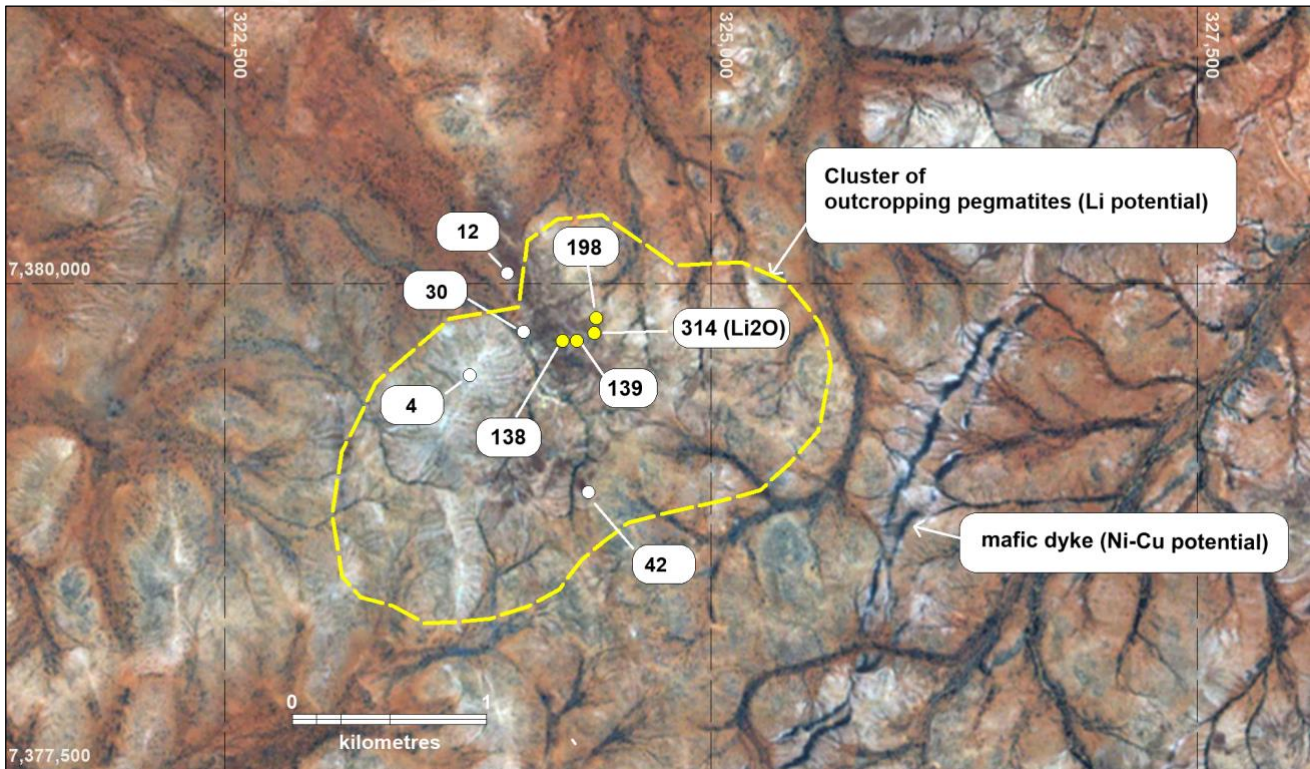 322,500
325,000
327,500
Cluster of
outcropping pegmatites (Li potential)
12
198
7,380,000
30
314 (Li2O)
4
139
138
mafic dyke (Ni-Cu potential)
42
0
1
kilometres
7,377,500